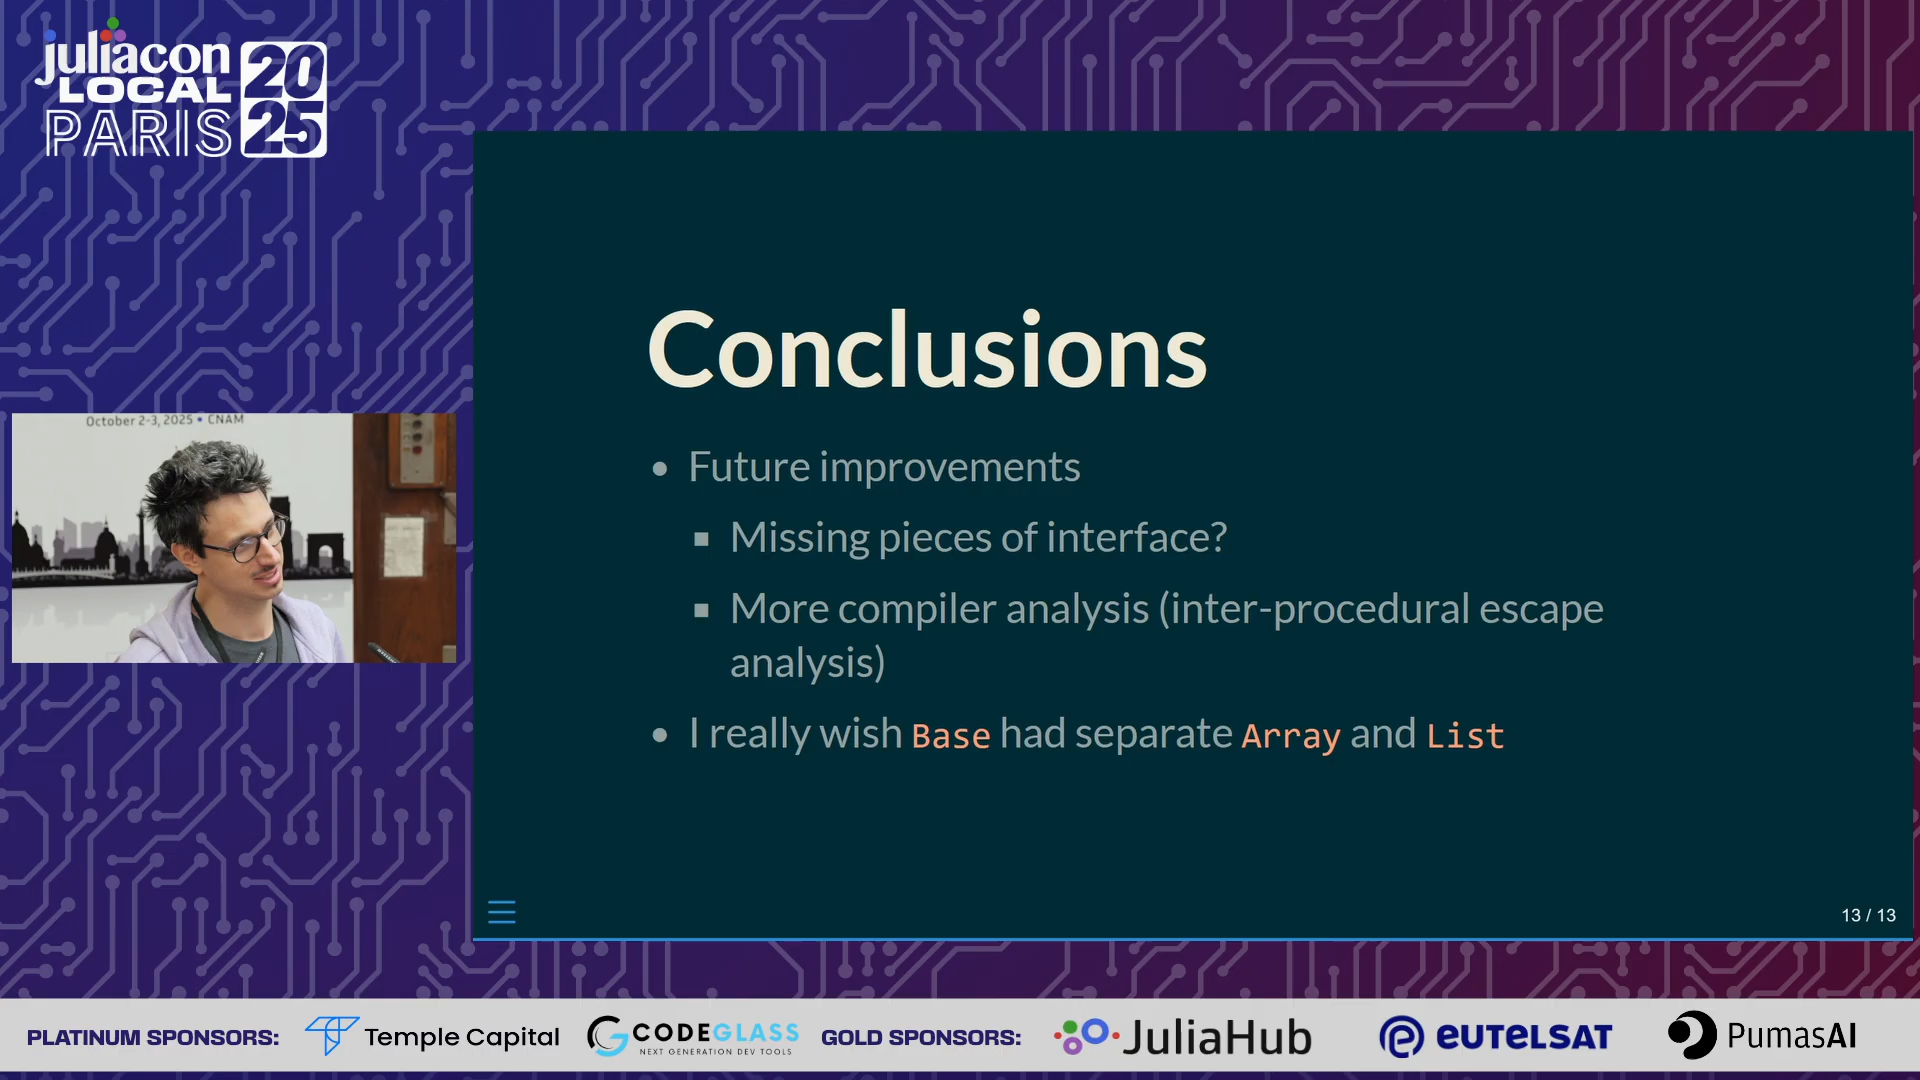 juliacon
LOCAL
PARIS
20
25
October 2-3, 2025 • CNAM
Conclusions
• Future improvements
▪ Missing pieces of interface?
▪ More compiler analysis (inter-procedural escape
analysis)
• I really wish Base had separate Array and List
13 / 13
PLATINUM SPONSORS: Temple Capital CODEGLASS GOLD SPONSORS: JuliaHub EUTELSAT PumasAI
NEXT GENERATION DEV TOOLS